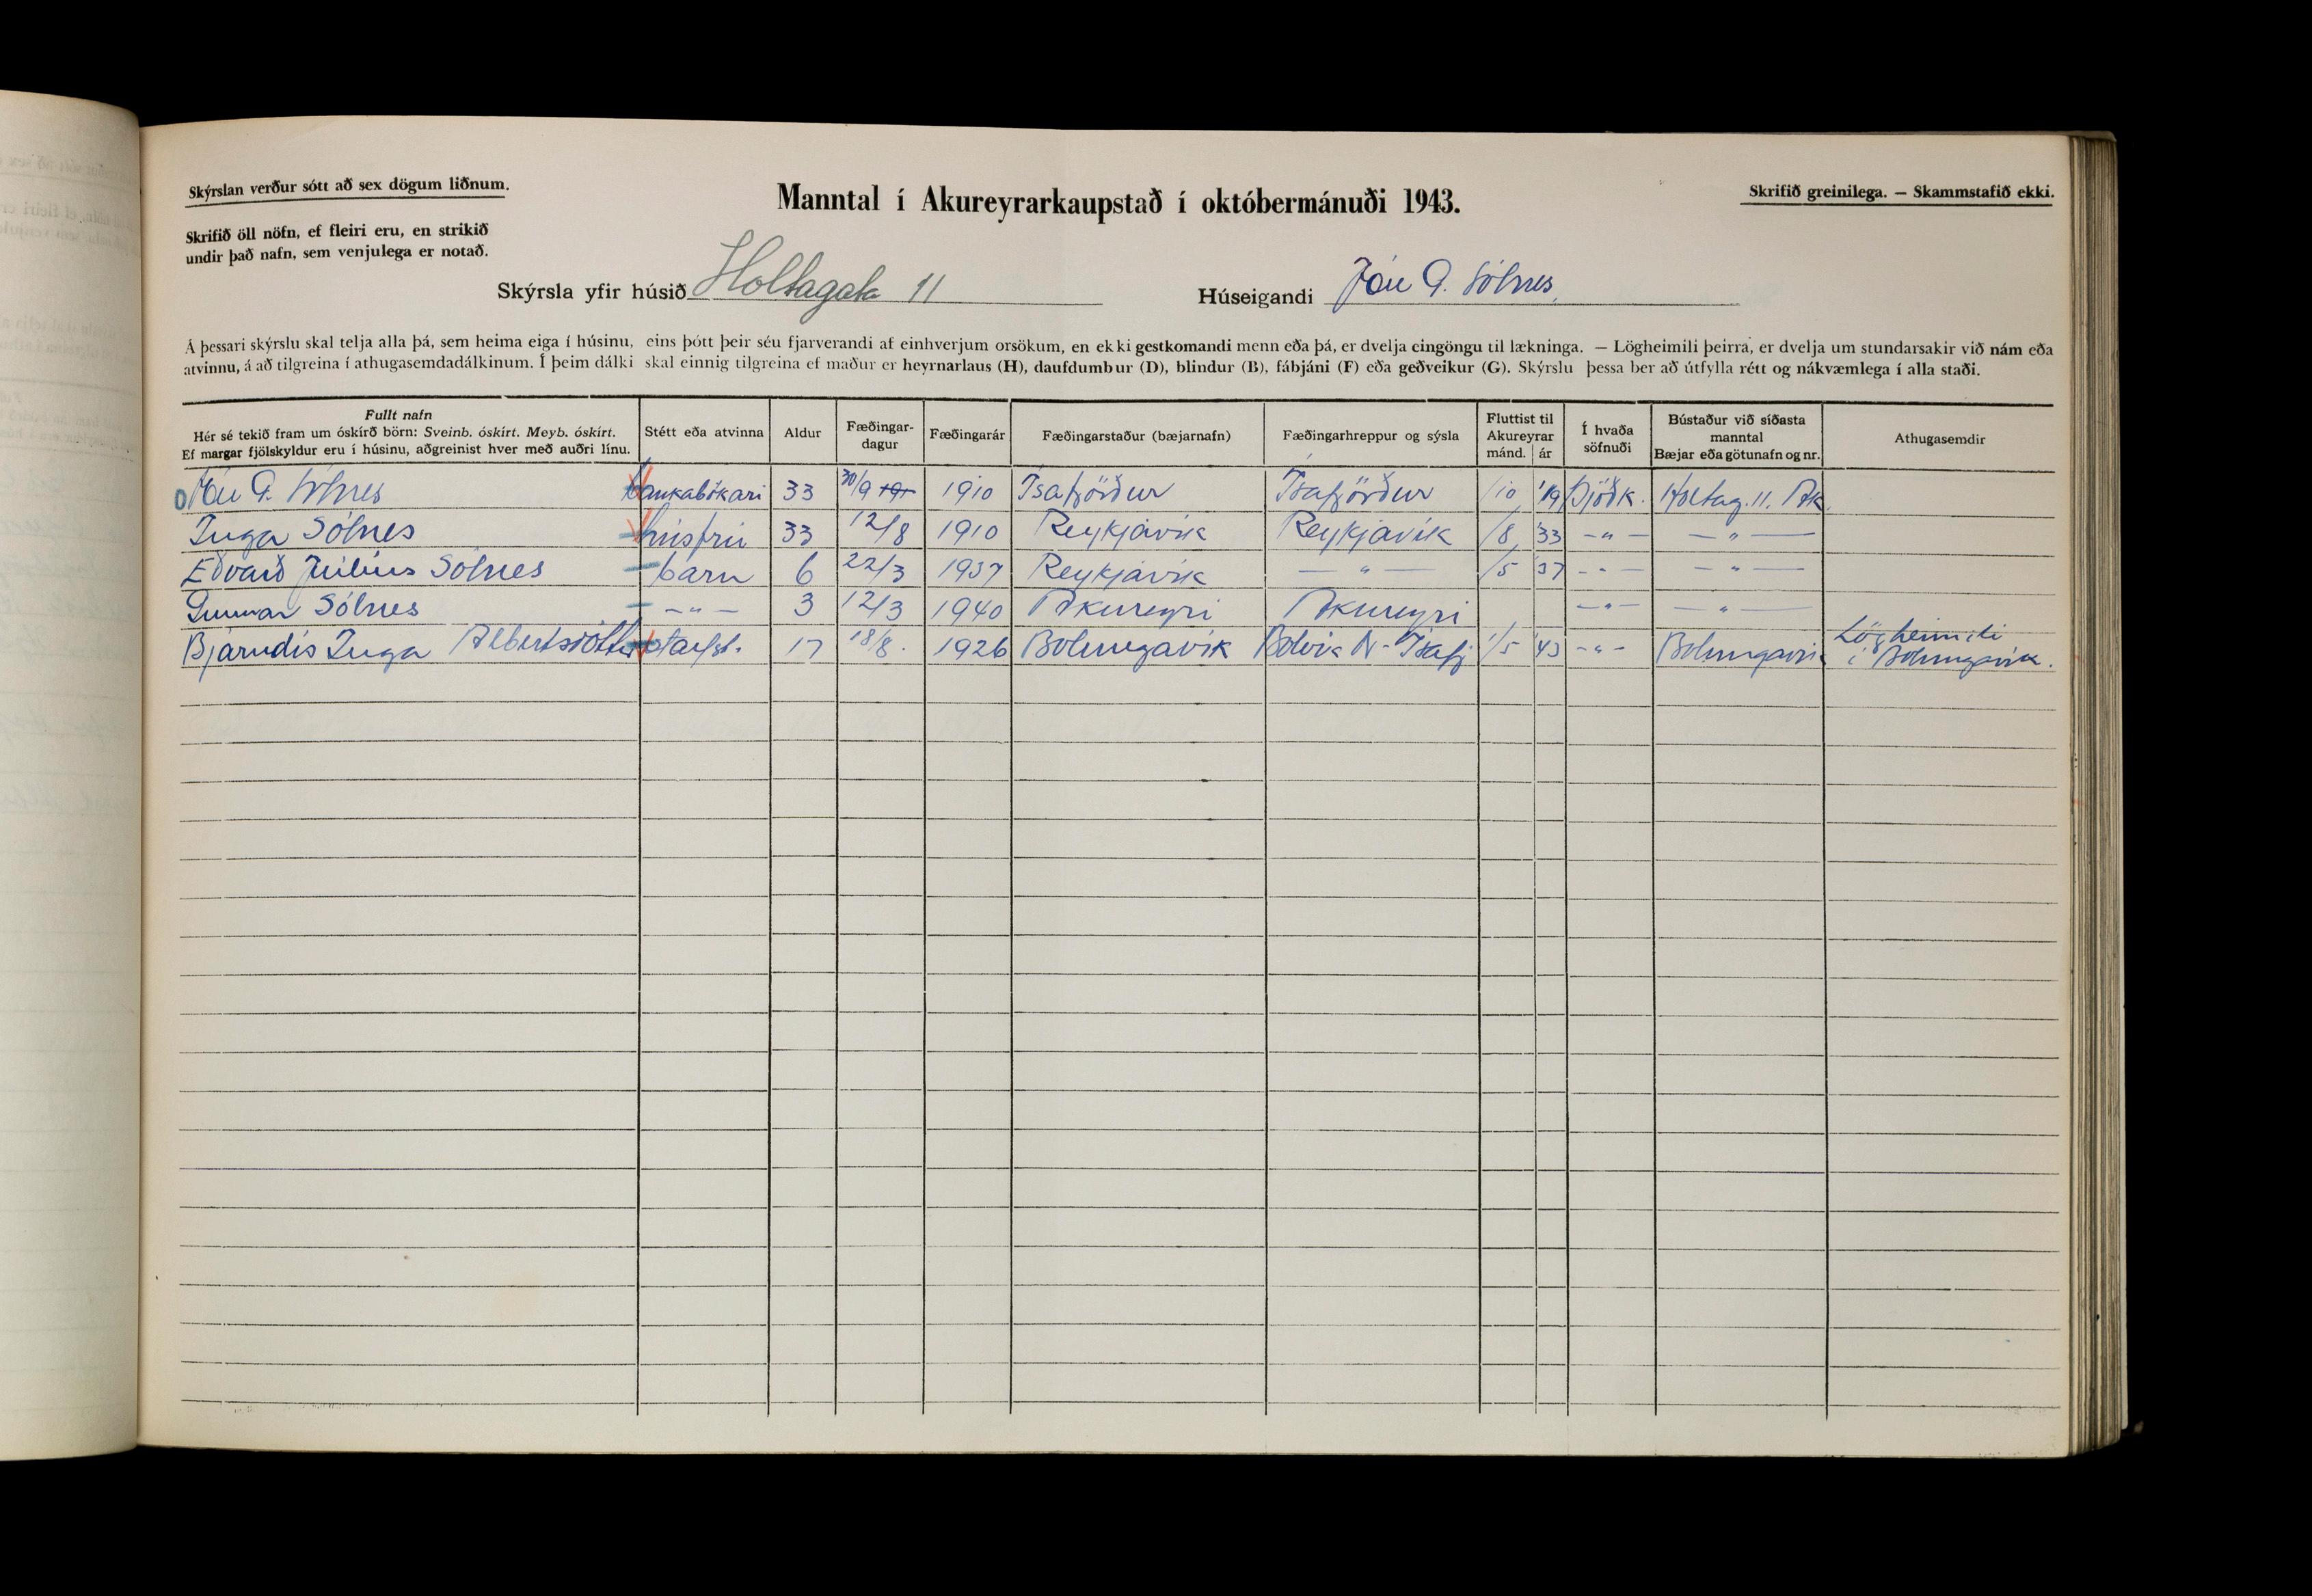 Skýrslan verður sótt að sex dögum liðnum.
Manntal í Akureyrarkaupstað í októbermánuði 1943.
Skrifið greinilega. — Skammstafið ekki.
Skrifið öll nöfn, ef fleiri eru, en strikið
undir það nafn, sem venjulega er notað.
Skýrsla yfir húsið Holtagata 11 Húseigandi Jón G. Sólnes.
Á þessari skýrslu skal telja alla þá, sem heima eiga í húsinu, eins þótt þeir séu fjarverandi af einhverjum orsökum, en ekki gestkomandi menn eða þá, er dvelja eingöngu til lækninga. — Lögheimili þeirra, er dvelja um stundarsakir við nám eða
atvinnu, á að tilgreina í athugasemdadálkinum. Í þeim dálki skal einnig tilgreina ef maður er heyrnarlaus (H), daufdumbur (D), blindur (B), fábjáni (F) eða geðveikur (G). Skýrslu þessa ber að útfylla rétt og nákvæmlega í alla staði.
Fullt nafn
Hér sé tekið fram um óskírð börn: Sveinb. óskírt. Meyb. óskírt.
Ef margar fjölskyldur eru í húsinu, aðgreinist hver með auðri línu.
Stétt eða atvinna
Aldur
Fæðingar-
dagur
Fæðingarár
Fæðingarstaður (bæjarnafn)
Fæðingarhreppur og sýsla
Fluttist til
Akureyrar
mánd. ár
Í hvaða
söfnuði
Bústaður við síðasta
manntal
Bæjar eða götunafn og nr.
Athugasemdir
Jón G. Sólnes bankabókari 33 30/9 1910 Ísafjörður Ísafjörður /10 '19 Þjóðk. Holtag. 11. Ak.
Inga Sólnes húsfrú 33 12/8 1910 Reykjavík Reykjavík /8 '33 -"- -"-
Eðvarð Júlíus Sólnes barn 6 22/3 1937 Reykjavík -"- /5 '37 -"- -"-
Gunnar Sólnes -"- 3 12/3 1940 Akureyri Akureyri -"- -"-
Bjarndís Inga Albertsdóttir starfst. 17 18/8. 1926 Bolungavík Bolvík N-Ísafj 1/5 '43 -"- Bolungavík Lögheimili
í Bolungavík.